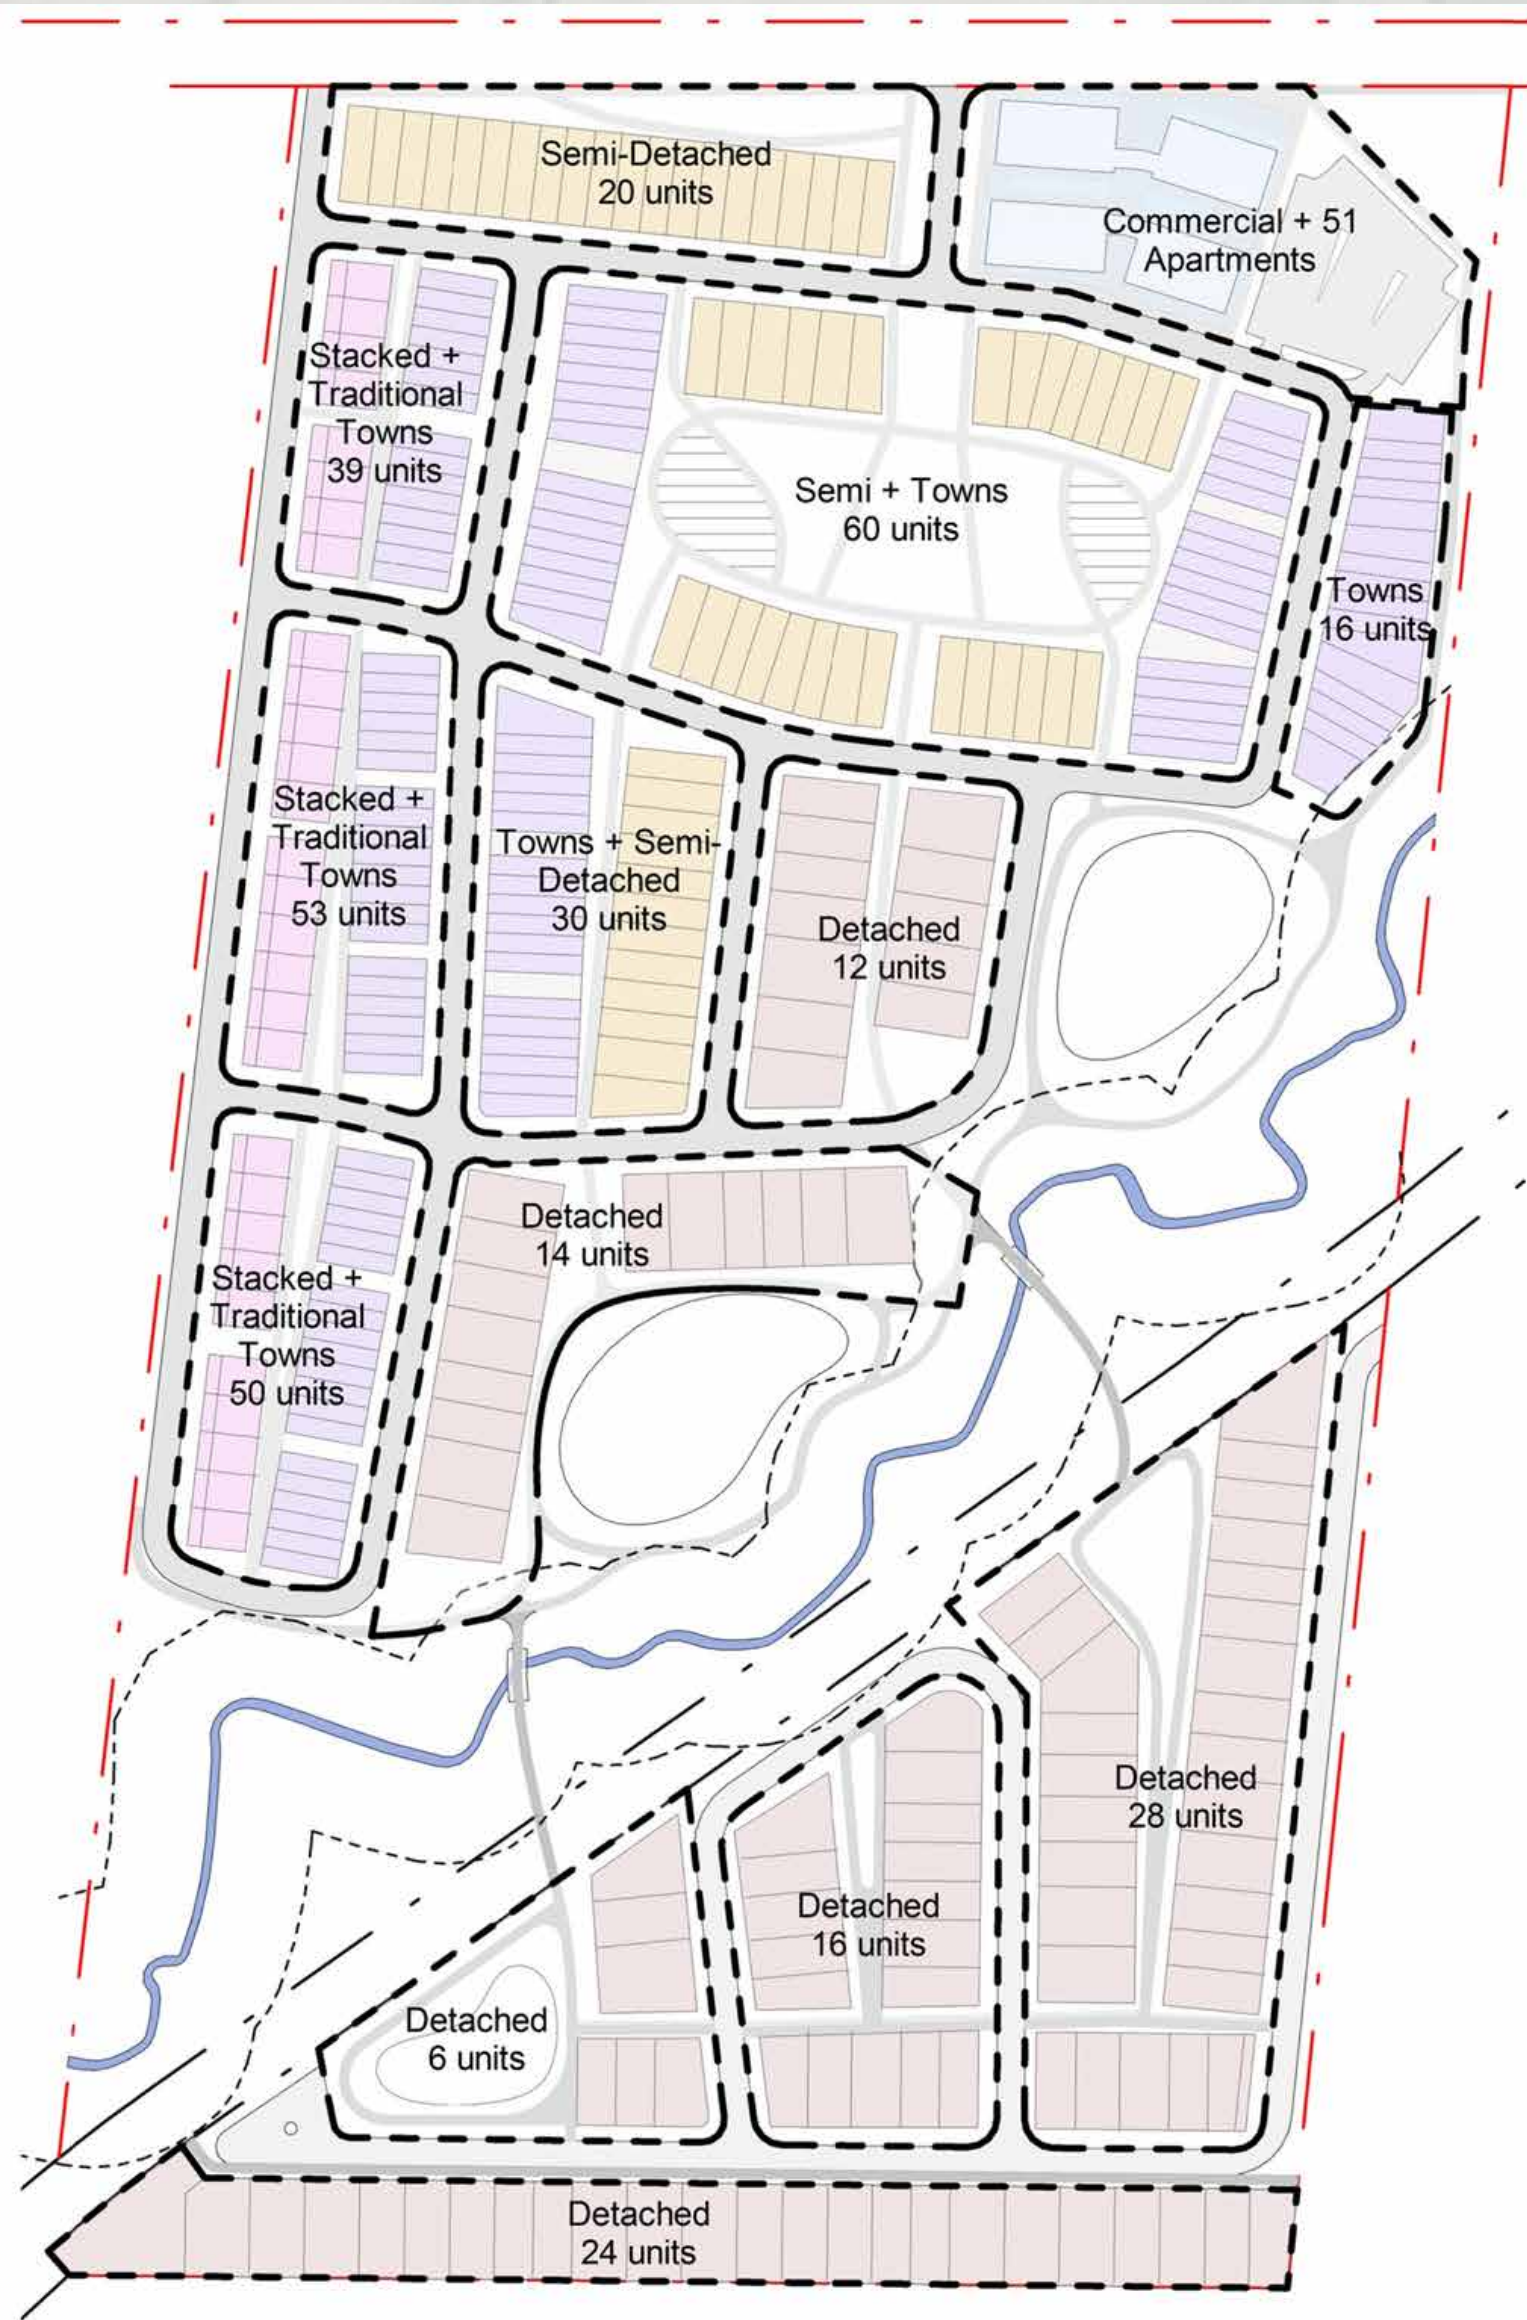 Semi-Detached
20 units
Commercial + 51
Apartments
Stacked +
Traditional
Towns
39 units
Semi + Towns
60 units
Towns
16 units
Stacked +
Traditional
Towns
53 units
Towns + Semi-
Detached
30 units
Detached
12 units
Detached
14 units
Stacked +
Traditional
Towns
50 units
Detached
28 units
Detached
16 units
Detached
6 units
Detached
24 units